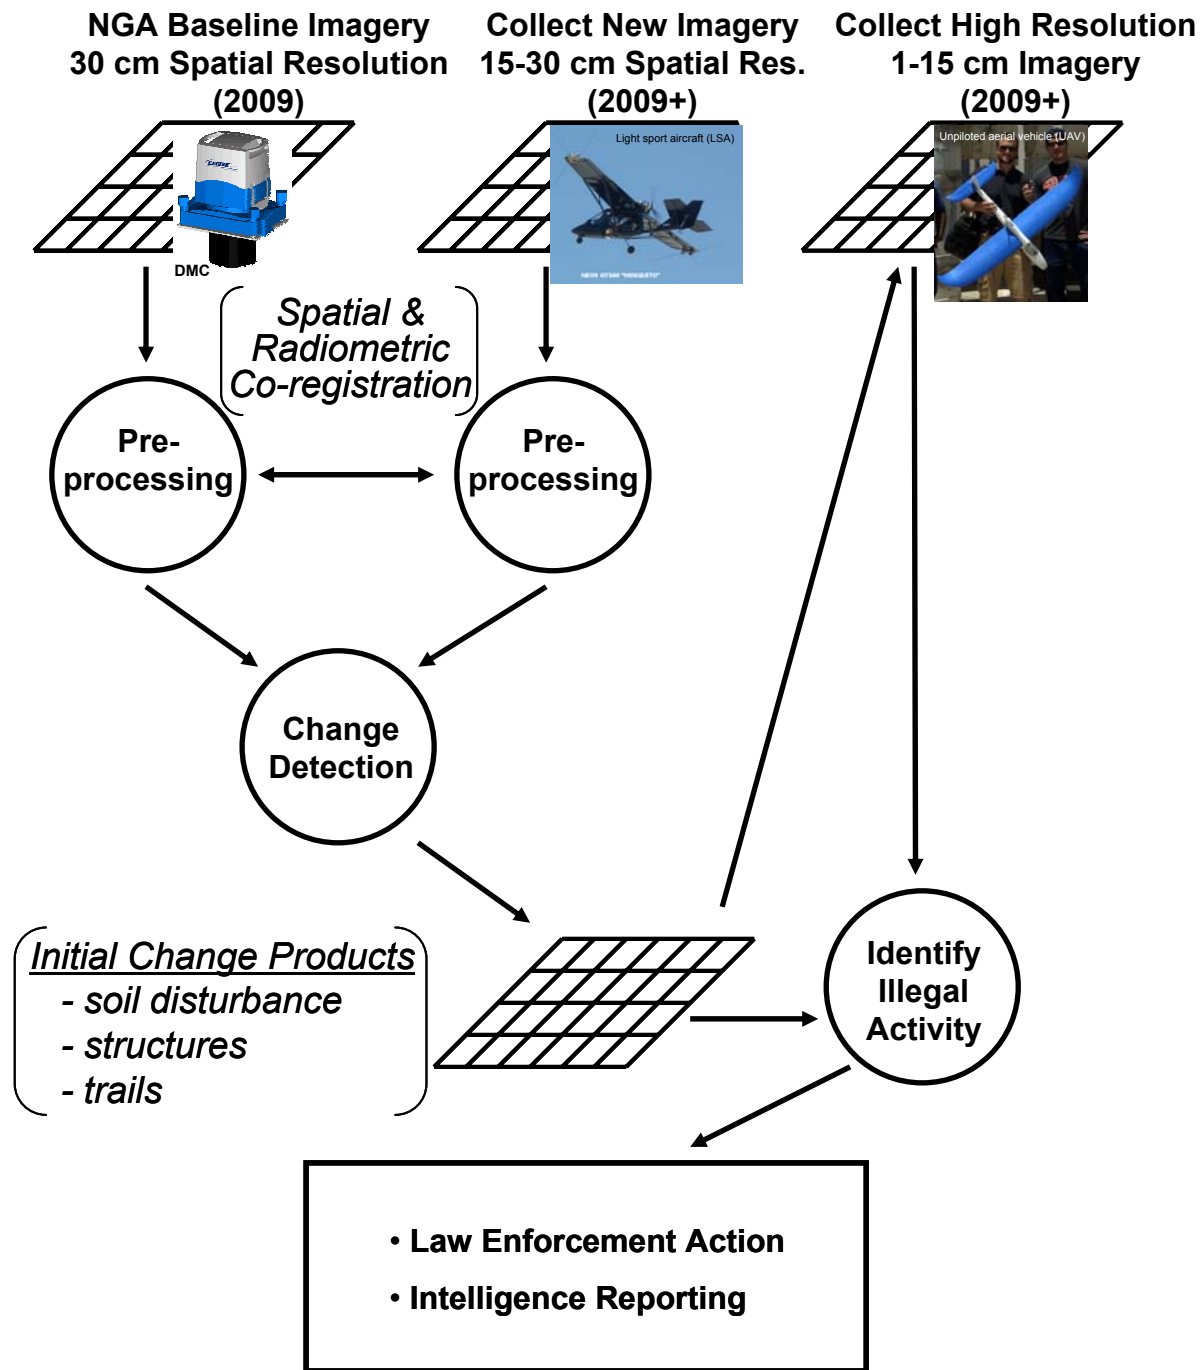 NGA Baseline Imagery
30 cm Spatial Resolution
(2009)
Collect New Imagery
15-30 cm Spatial Res.
(2009+)
Collect High Resolution
1-15 cm Imagery
(2009+)
DMC
Light sport aircraft (LSA)
Unpiloted aerial vehicle (UAV)
Spatial &
Radiometric
Co-registration
Pre-
processing
Pre-
processing
Change
Detection
Initial Change Products
- soil disturbance
- structures
- trails
Identify
Illegal
Activity
• Law Enforcement Action
• Intelligence Reporting